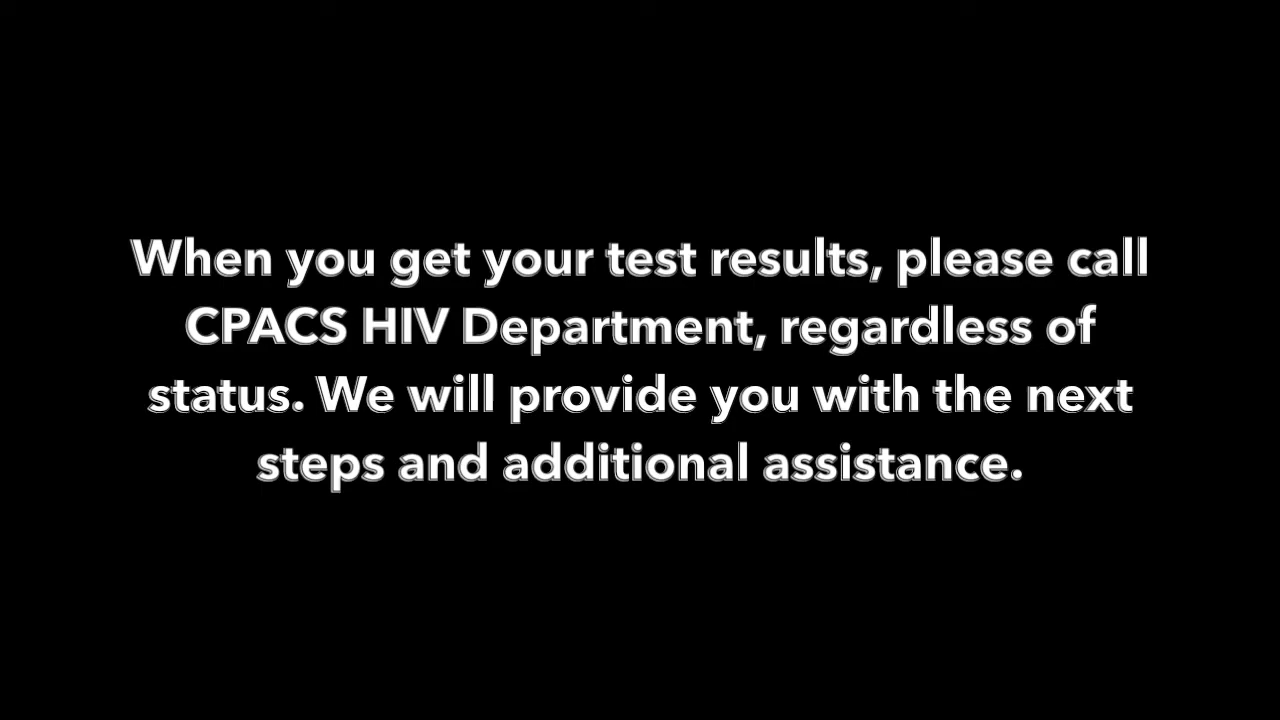 When you get your test results, please call
CPACS HIV Department, regardless of
status. We will provide you with the next
steps and additional assistance.